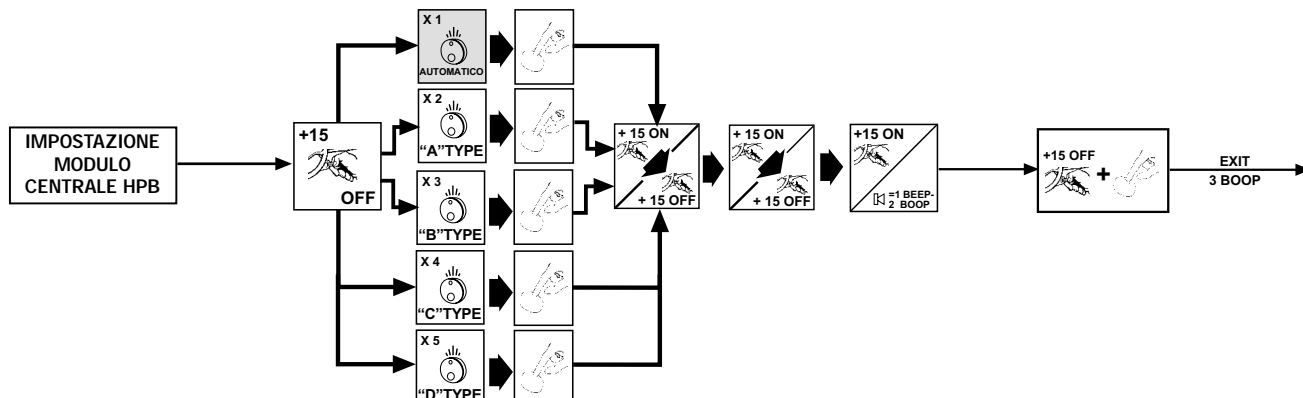 IMPOSTAZIONE
MODULO
CENTRALE HPB
+15
OFF
X 1
AUTOMATICO
X 2
“A”TYPE
X 3
“B”TYPE
X 4
“C”TYPE
X 5
“D”TYPE
+ 15 ON
+ 15 OFF
+ 15 ON
+ 15 OFF
+15 ON
=1 BEEP-
2 BOOP
+15 OFF
+
EXIT
3 BOOP